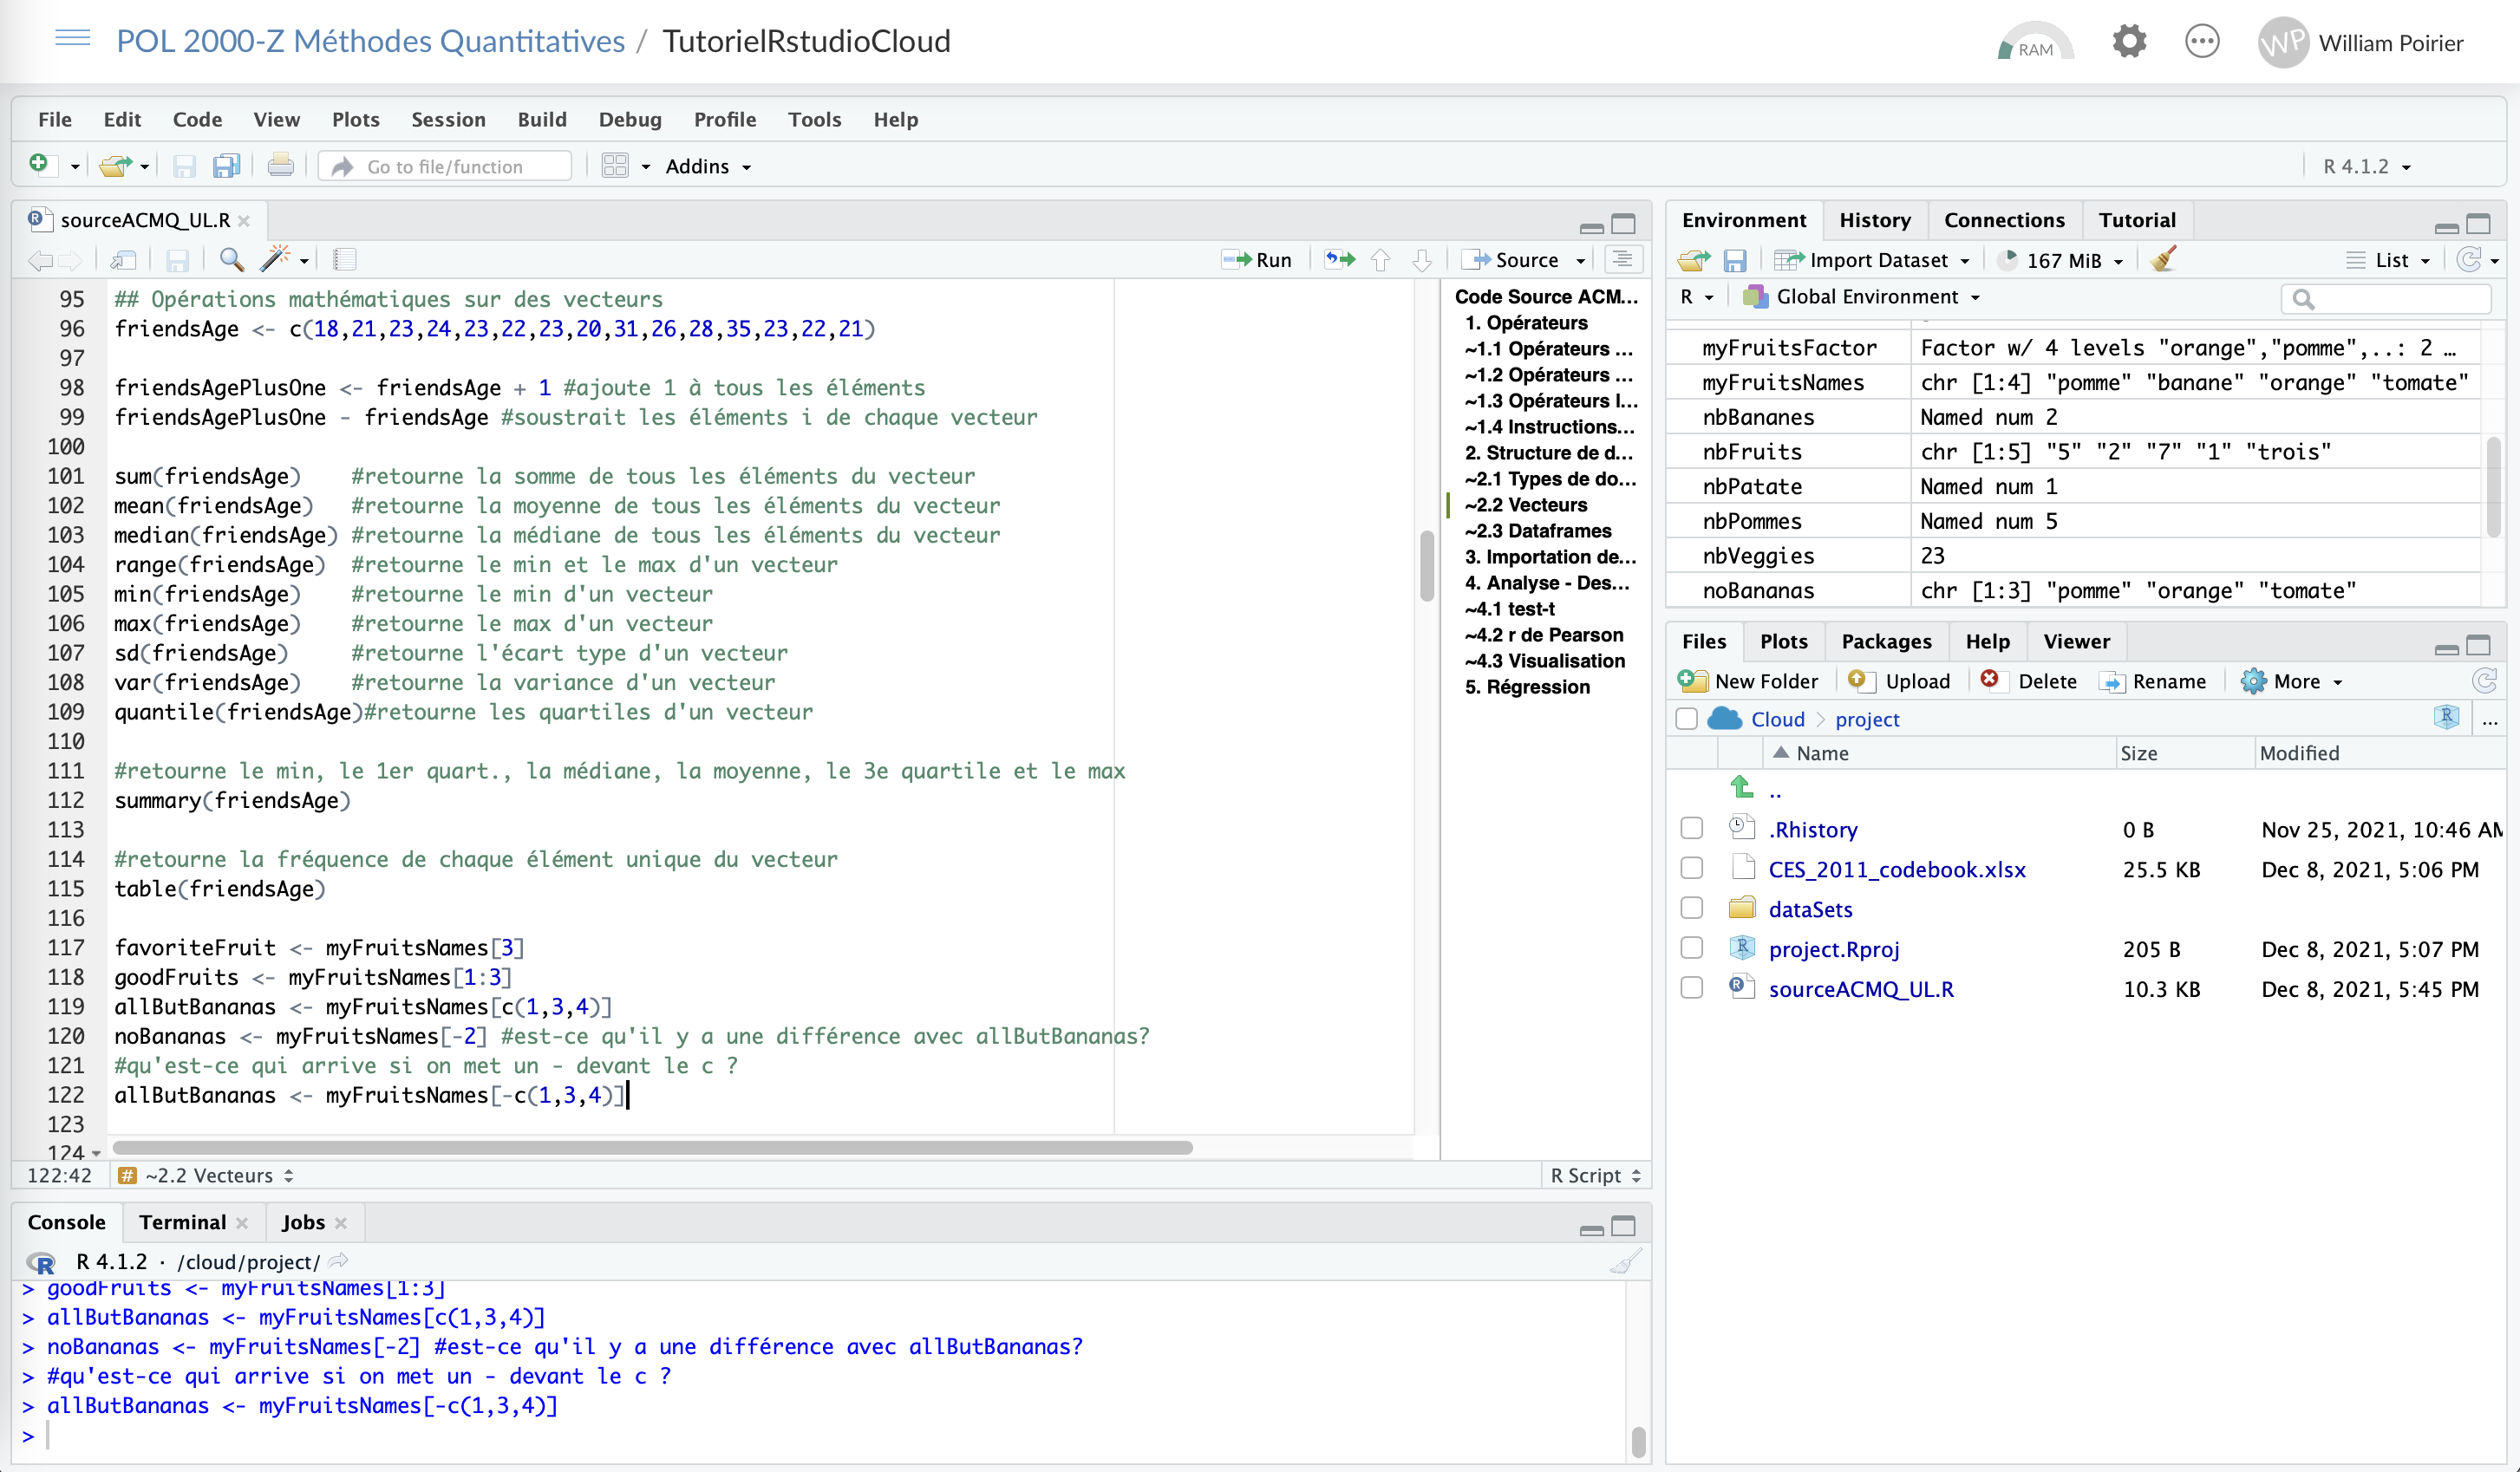 POL 2000-Z Méthodes Quantitatives / TutorielRstudioCloud
RAM
WP William Poirier
File Edit Code View Plots Session Build Debug Profile Tools Help
Go to file/function
Addins
R 4.1.2
sourceACMQ_UL.R
Run
Source
95 ## Opérations mathématiques sur des vecteurs
96 friendsAge <- c(18,21,23,24,23,22,23,20,31,26,28,35,23,22,21)
97
98 friendsAgePlusOne <- friendsAge + 1 #ajoute 1 à tous les éléments
99 friendsAgePlusOne - friendsAge #soustrait les éléments i de chaque vecteur
100
101 sum(friendsAge)    #retourne la somme de tous les éléments du vecteur
102 mean(friendsAge)   #retourne la moyenne de tous les éléments du vecteur
103 median(friendsAge) #retourne la médiane de tous les éléments du vecteur
104 range(friendsAge)  #retourne le min et le max d'un vecteur
105 min(friendsAge)    #retourne le min d'un vecteur
106 max(friendsAge)    #retourne le max d'un vecteur
107 sd(friendsAge)     #retourne l'écart type d'un vecteur
108 var(friendsAge)    #retourne la variance d'un vecteur
109 quantile(friendsAge)#retourne les quartiles d'un vecteur
110
111 #retourne le min, le 1er quart., la médiane, la moyenne, le 3e quartile et le max
112 summary(friendsAge)
113
114 #retourne la fréquence de chaque élément unique du vecteur
115 table(friendsAge)
116
117 favoriteFruit <- myFruitsNames[3]
118 goodFruits <- myFruitsNames[1:3]
119 allButBananas <- myFruitsNames[c(1,3,4)]
120 noBananas <- myFruitsNames[-2] #est-ce qu'il y a une différence avec allButBananas?
121 #qu'est-ce qui arrive si on met un - devant le c ?
122 allButBananas <- myFruitsNames[-c(1,3,4)]
123
124
122:42 # ~2.2 Vecteurs
R Script
Code Source ACM...
1. Opérateurs
~1.1 Opérateurs ...
~1.2 Opérateurs ...
~1.3 Opérateurs l...
~1.4 Instructions...
2. Structure de d...
~2.1 Types de do...
~2.2 Vecteurs
~2.3 Dataframes
3. Importation de...
4. Analyse - Des...
~4.1 test-t
~4.2 r de Pearson
~4.3 Visualisation
5. Régression
Console Terminal Jobs
R 4.1.2 · /cloud/project/
> goodFruits <- myFruitsNames[1:3]
> allButBananas <- myFruitsNames[c(1,3,4)]
> noBananas <- myFruitsNames[-2] #est-ce qu'il y a une différence avec allButBananas?
> #qu'est-ce qui arrive si on met un - devant le c ?
> allButBananas <- myFruitsNames[-c(1,3,4)]
>
Environment History Connections Tutorial
Import Dataset 167 MiB List
R Global Environment
myFruitsFactor Factor w/ 4 levels "orange","pomme",..: 2 …
myFruitsNames chr [1:4] "pomme" "banane" "orange" "tomate"
nbBananes Named num 2
nbFruits chr [1:5] "5" "2" "7" "1" "trois"
nbPatate Named num 1
nbPommes Named num 5
nbVeggies 23
noBananas chr [1:3] "pomme" "orange" "tomate"
Files Plots Packages Help Viewer
New Folder Upload Delete Rename More
Cloud project R ...
Name Size Modified
..
.Rhistory 0 B Nov 25, 2021, 10:46 AM
CES_2011_codebook.xlsx 25.5 KB Dec 8, 2021, 5:06 PM
dataSets
project.Rproj 205 B Dec 8, 2021, 5:07 PM
sourceACMQ_UL.R 10.3 KB Dec 8, 2021, 5:45 PM